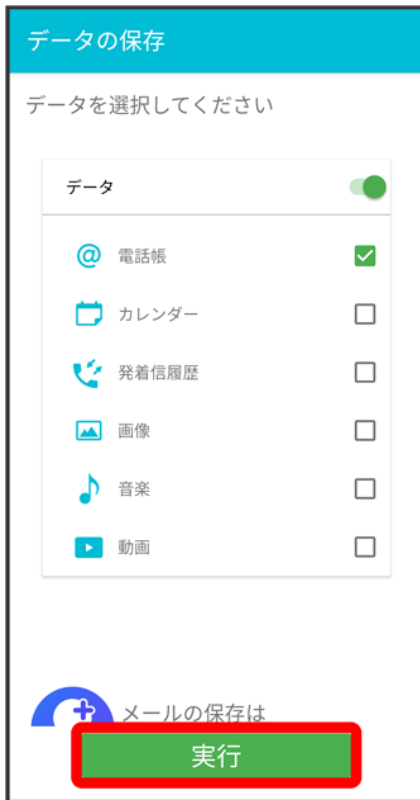 データの保存
データを選択してください
データ
電話帳
カレンダー
発着信履歴
画像
音楽
動画
メールの保存は
実行